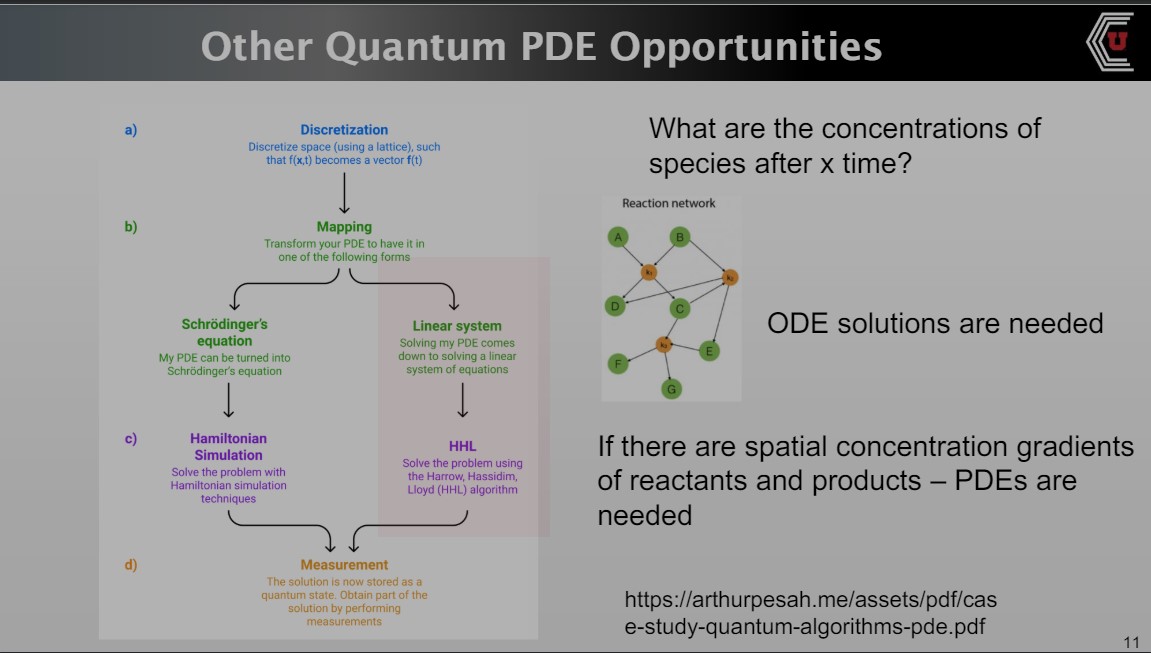 Other Quantum PDE Opportunities
U
a)
Discretization
Discretize space (using a lattice), such
that f(x,t) becomes a vector f(t)
b)
Mapping
Transform your PDE to have it in
one of the following forms
Schrödinger's
equation
My PDE can be turned into
Schrödinger's equation
Linear system
Solving my PDE comes
down to solving a linear
system of equations
c)
Hamiltonian
Simulation
Solve the problem with
Hamiltonian simulation
techniques
HHL
Solve the problem using
the Harrow, Hassidim,
Lloyd (HHL) algorithm
d)
Measurement
The solution is now stored as a
quantum state. Obtain part of the
solution by performing
measurements
What are the concentrations of
species after x time?
Reaction network
A
B
k₁
k₂
D
C
k₃
E
F
G
ODE solutions are needed
If there are spatial concentration gradients
of reactants and products – PDEs are
needed
https://arthurpesah.me/assets/pdf/cas
e-study-quantum-algorithms-pde.pdf
11